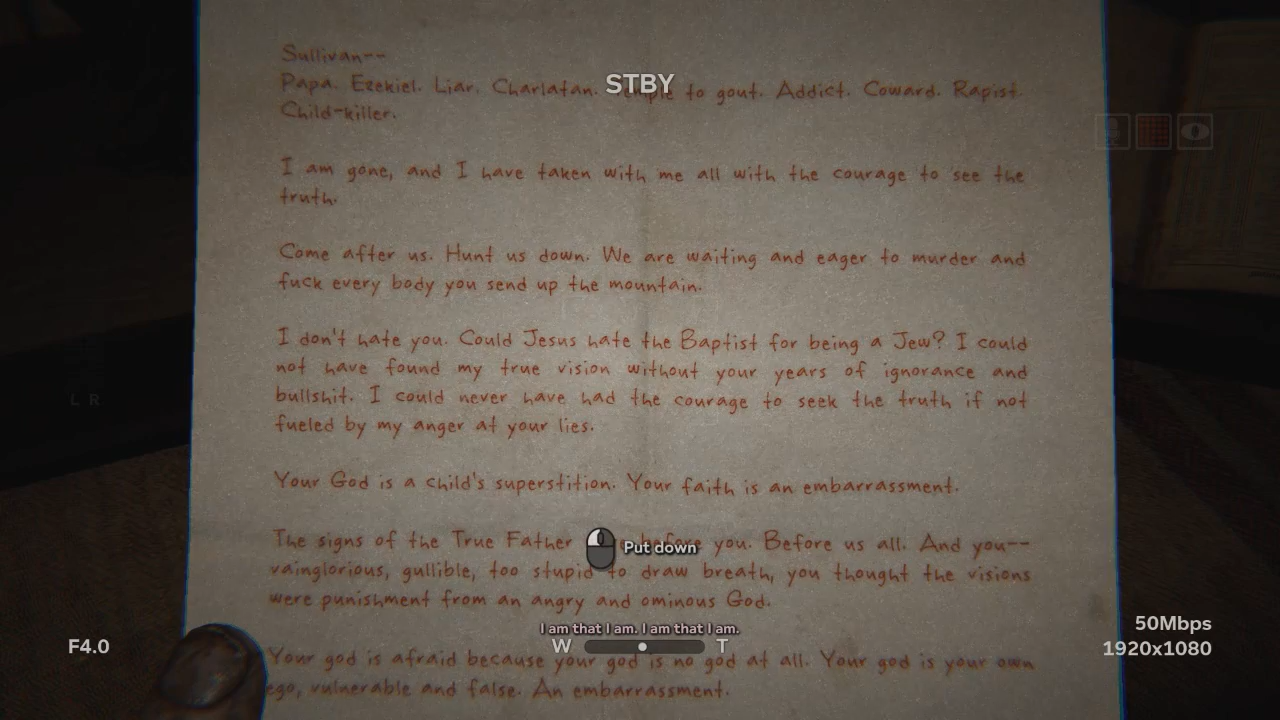 Sullivan--
STBY
Papa. Ezekiel. Liar. Charlatan. Temple to gout. Addict. Coward. Rapist.
Child-killer.
I am gone, and I have taken with me all with the courage to see the
truth.
Come after us. Hunt us down. We are waiting and eager to murder and
fuck every body you send up the mountain.
L R
I don't hate you. Could Jesus hate the Baptist for being a Jew? I could
not have found my true vision without your years of ignorance and
bullshit. I could never have had the courage to seek the truth if not
fueled by my anger at your lies.
Your God is a child's superstition. Your faith is an embarrassment.
The signs of the True Father before you. Before us all. And you--
Put down
vainglorious, gullible, too stupid to draw breath, you thought the visions
were punishment from an angry and ominous God.
I am that I am. I am that I am.
W T
F4.0
50Mbps
1920x1080
Your god is afraid because your god is no god at all. Your god is your own
ego, vulnerable and false. An embarrassment.